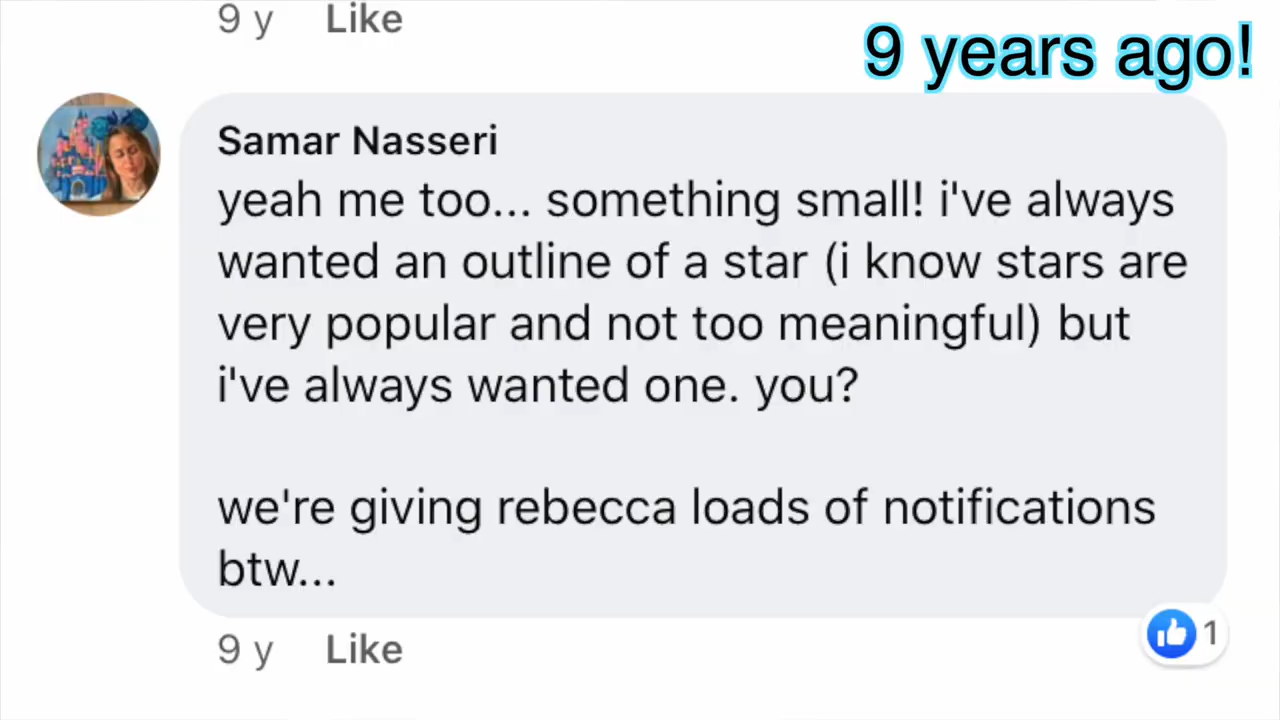 9 y Like
9 years ago!
Samar Nasseri
yeah me too... something small! i've always
wanted an outline of a star (i know stars are
very popular and not too meaningful) but
i've always wanted one. you?
we're giving rebecca loads of notifications
btw...
9 y Like
1